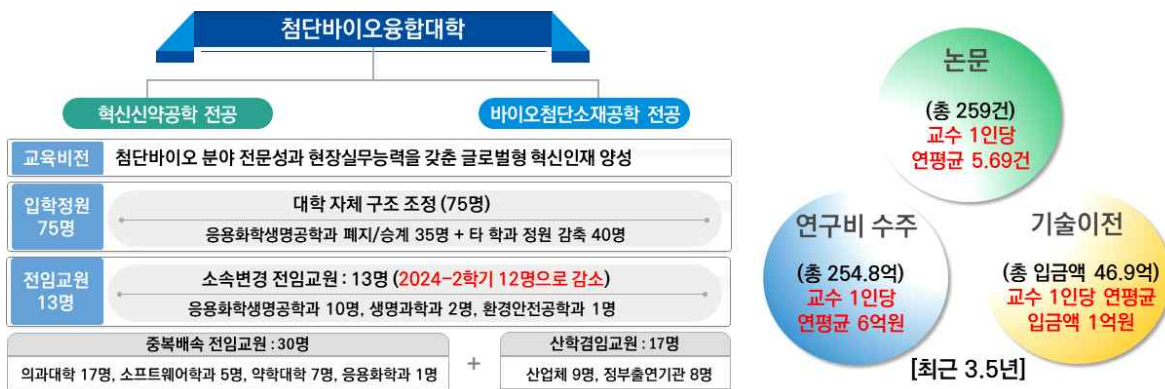 첨단바이오융합대학
혁신신약공학 전공
바이오첨단소재공학 전공
교육비전
첨단바이오 분야 전문성과 현장실무능력을 갖춘 글로벌형 혁신인재 양성
입학정원
75명
대학 자체 구조 조정 (75명)
응용화학생명공학과 폐지/승계 35명 + 타 학과 정원 감축 40명
전임교원
13명
소속변경 전임교원 : 13명 (2024-2학기 12명으로 감소)
응용화학생명공학과 10명, 생명과학과 2명, 환경안전공학과 1명
중복배속 전임교원 : 30명
의과대학 17명, 소프트웨어학과 5명, 약학대학 7명, 응용화학과 1명
+
산학겸임교원 : 17명
산업체 9명, 정부출연기관 8명
논문
(총 259건)
교수 1인당
연평균 5.69건
연구비 수주
(총 254.8억)
교수 1인당
연평균 6억원
기술이전
(총 입금액 46.9억)
교수 1인당 연평균
입금액 1억원
[최근 3.5년]